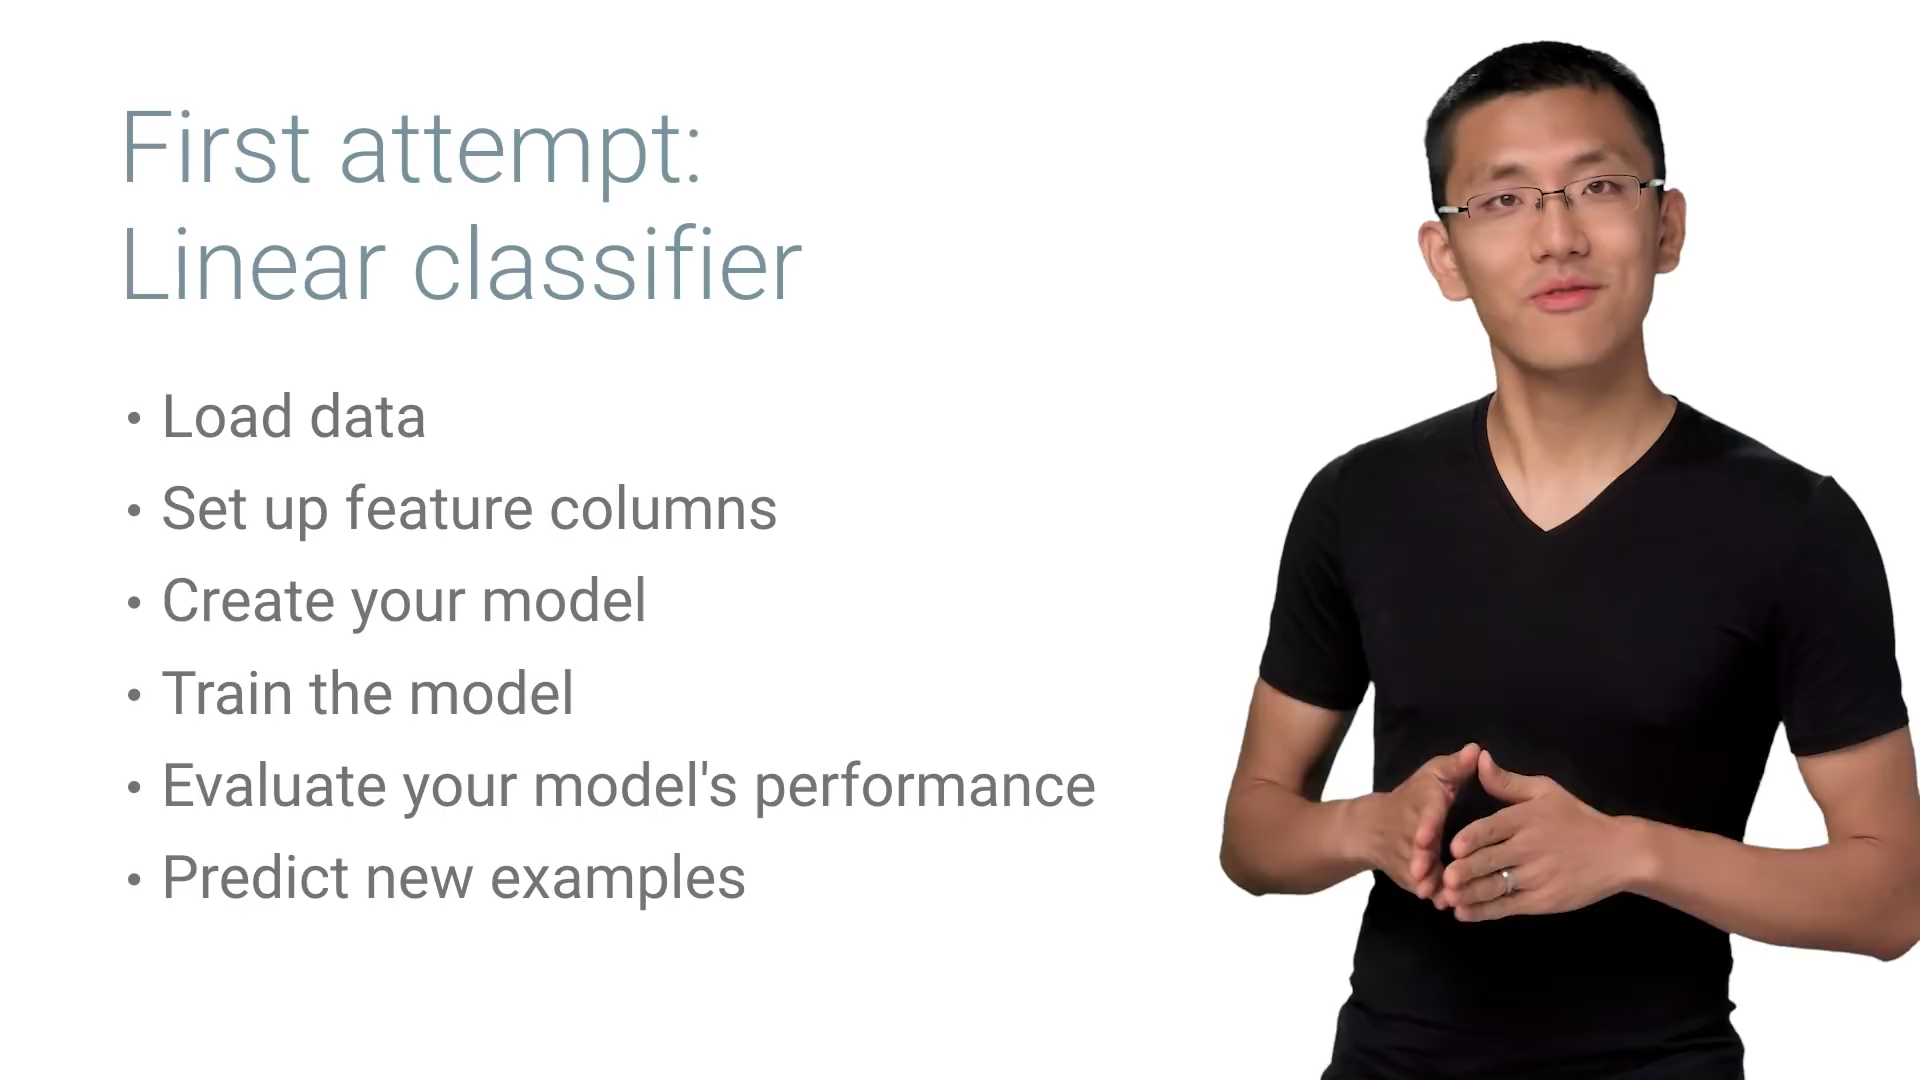 First attempt:
Linear classifier
• Load data
• Set up feature columns
• Create your model
• Train the model
• Evaluate your model's performance
• Predict new examples